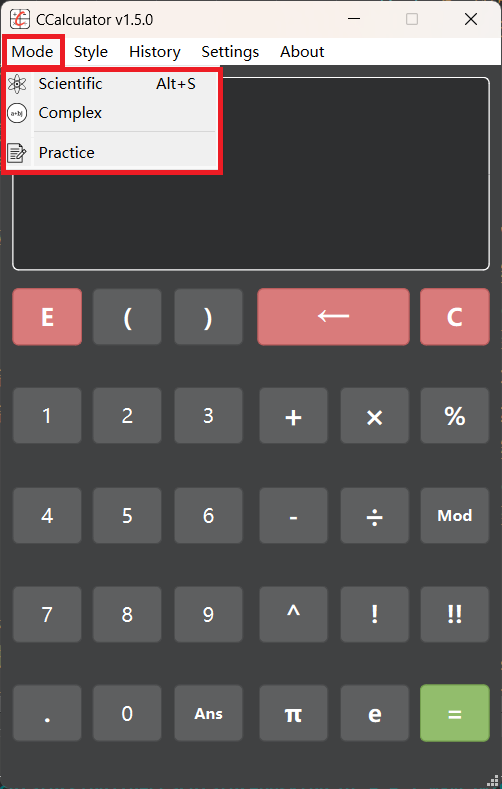 CCalculator v1.5.0
Mode Style History Settings About
Scientific Alt+S
a+bj Complex
Practice
E ( ) ← C
1 2 3 + × %
4 5 6 - ÷ Mod
7 8 9 ^ ! !!
. 0 Ans π e =